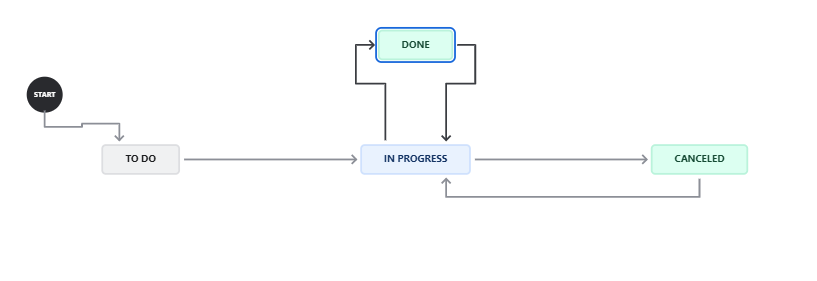 DONE
START
TO DO
IN PROGRESS
CANCELED